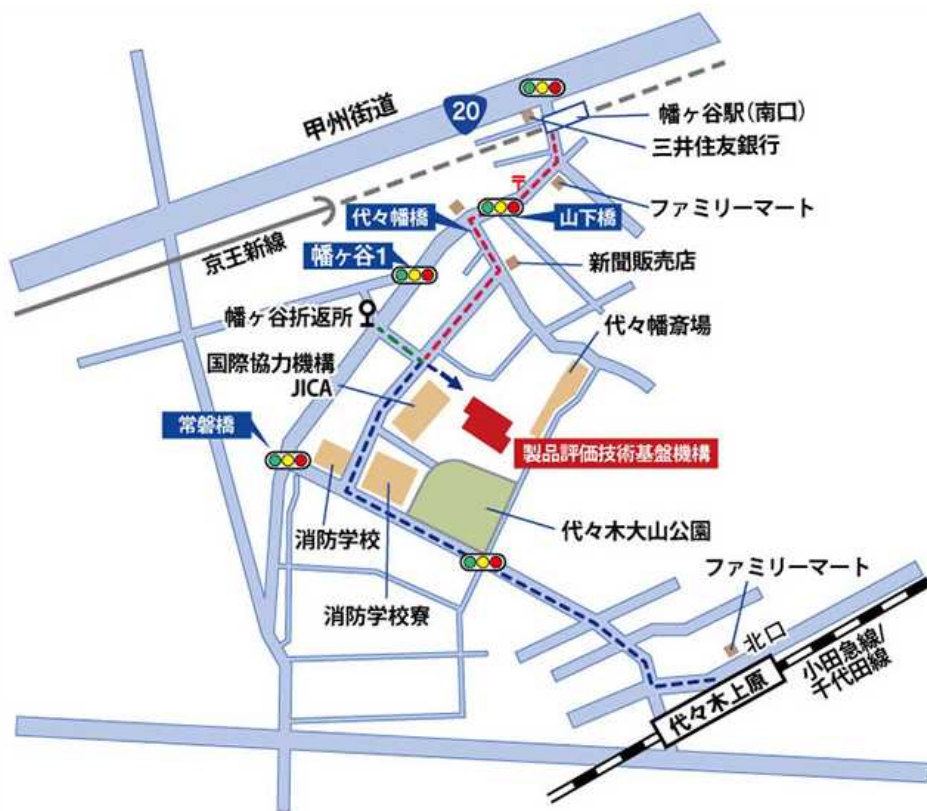 甲州街道
20
幡ヶ谷駅(南口)
三井住友銀行
〒
ファミリーマート
代々幡橋
山下橋
京王新線
幡ヶ谷1
新聞販売店
幡ヶ谷折返所
代々幡斎場
国際協力機構
JICA
常磐橋
製品評価技術基盤機構
消防学校
代々木大山公園
消防学校寮
ファミリーマート
北口
小田急線/
千代田線
代々木上原